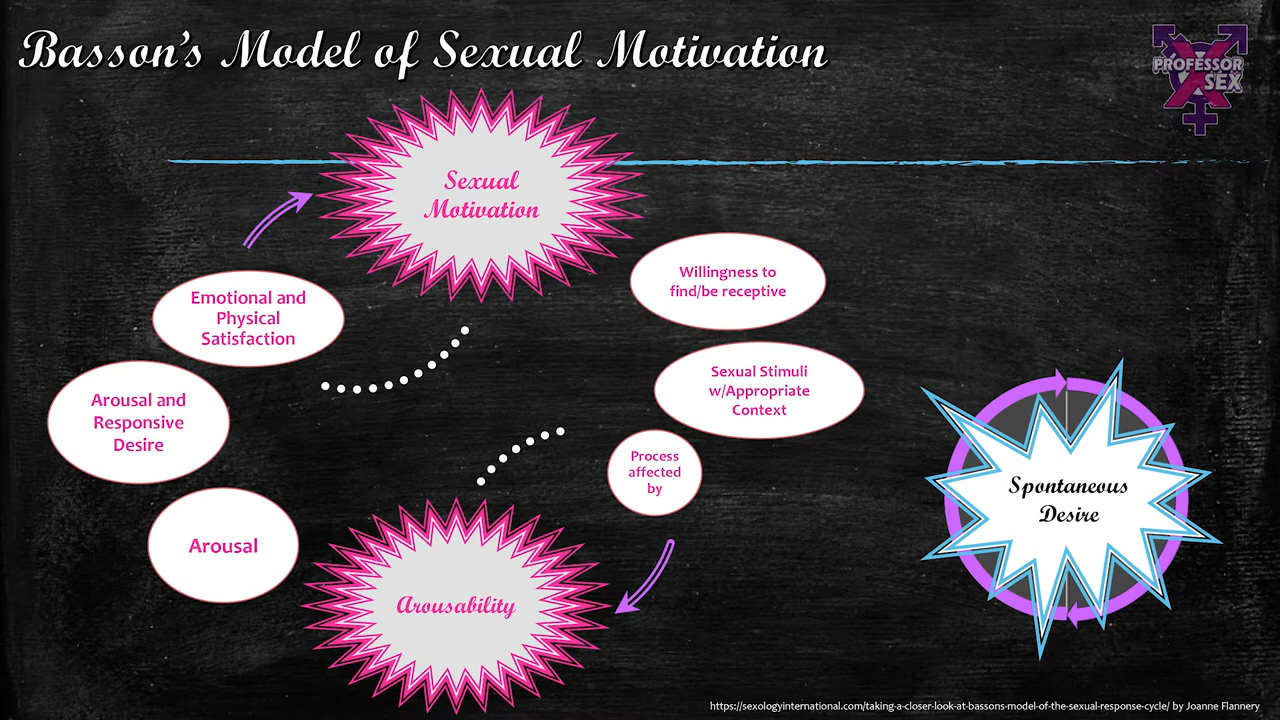 Basson's Model of Sexual Motivation
PROFESSOR
SEX
Sexual
Motivation
Willingness to
find/be receptive
Emotional and
Physical
Satisfaction
Sexual Stimuli
w/Appropriate
Context
Arousal and
Responsive
Desire
Process
affected
by
Spontaneous
Desire
Arousal
Arousability
https://sexologyinternational.com/taking-a-closer-look-at-bassons-model-of-the-sexual-response-cycle/ by Joanne Flannery